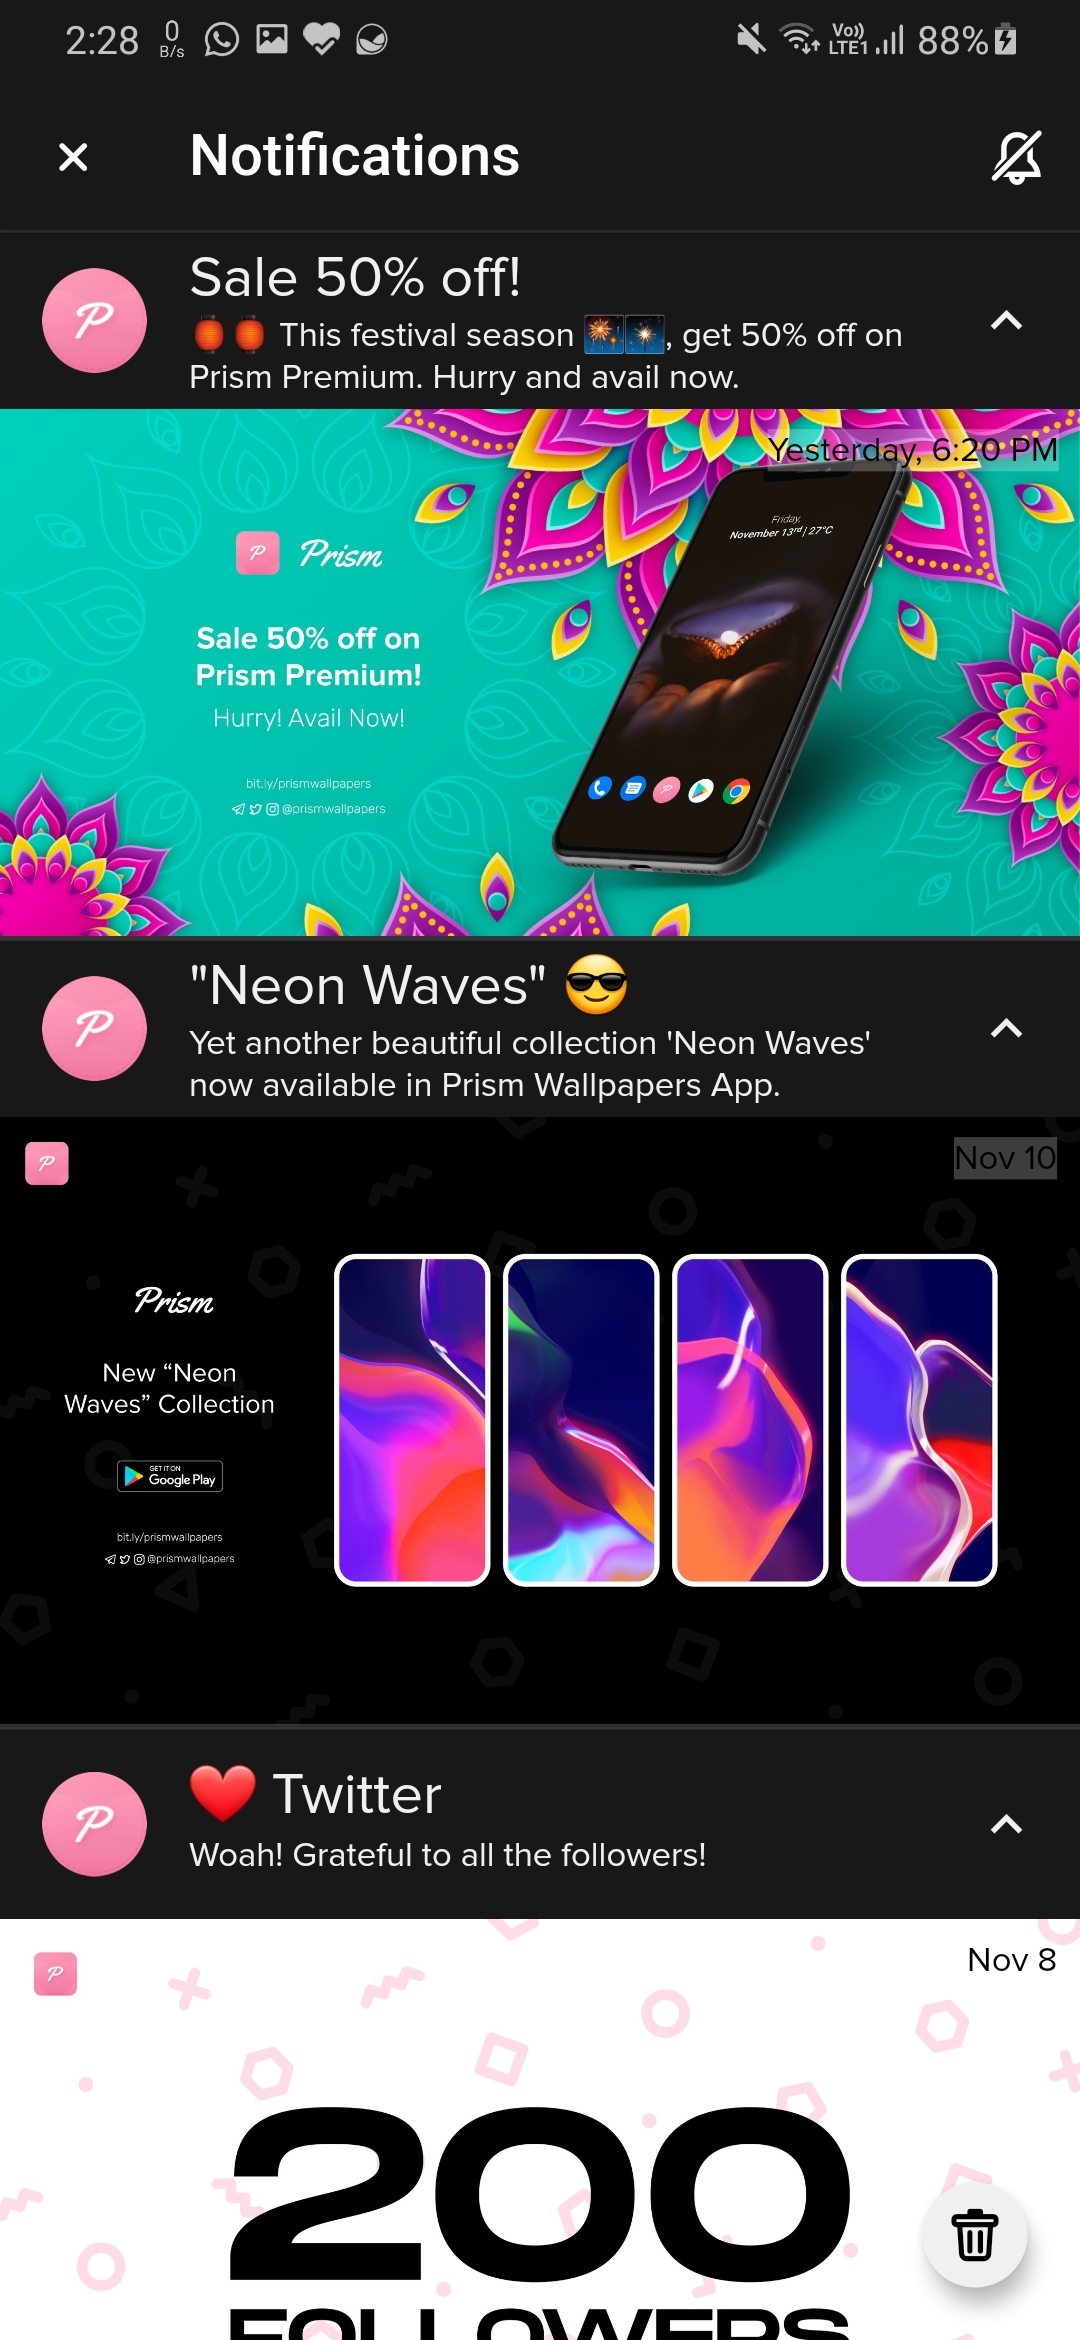 2:28 0 B/s Vo)) LTE1 88%
Notifications
Sale 50% off!
🏮🏮 This festival season 🎆🎇, get 50% off on
Prism Premium. Hurry and avail now.
Yesterday, 6:20 PM
Friday,
November 13rd | 27°C
P Prism
Sale 50% off on
Prism Premium!
Hurry! Avail Now!
bit.ly/prismwallpapers
@prismwallpapers
"Neon Waves" 😎
Yet another beautiful collection 'Neon Waves'
now available in Prism Wallpapers App.
Nov 10
Prism
New “Neon
Waves” Collection
GET IT ON
Google Play
bit.ly/prismwallpapers
@prismwallpapers
❤️ Twitter
Woah! Grateful to all the followers!
Nov 8
200
FOLLOWERS